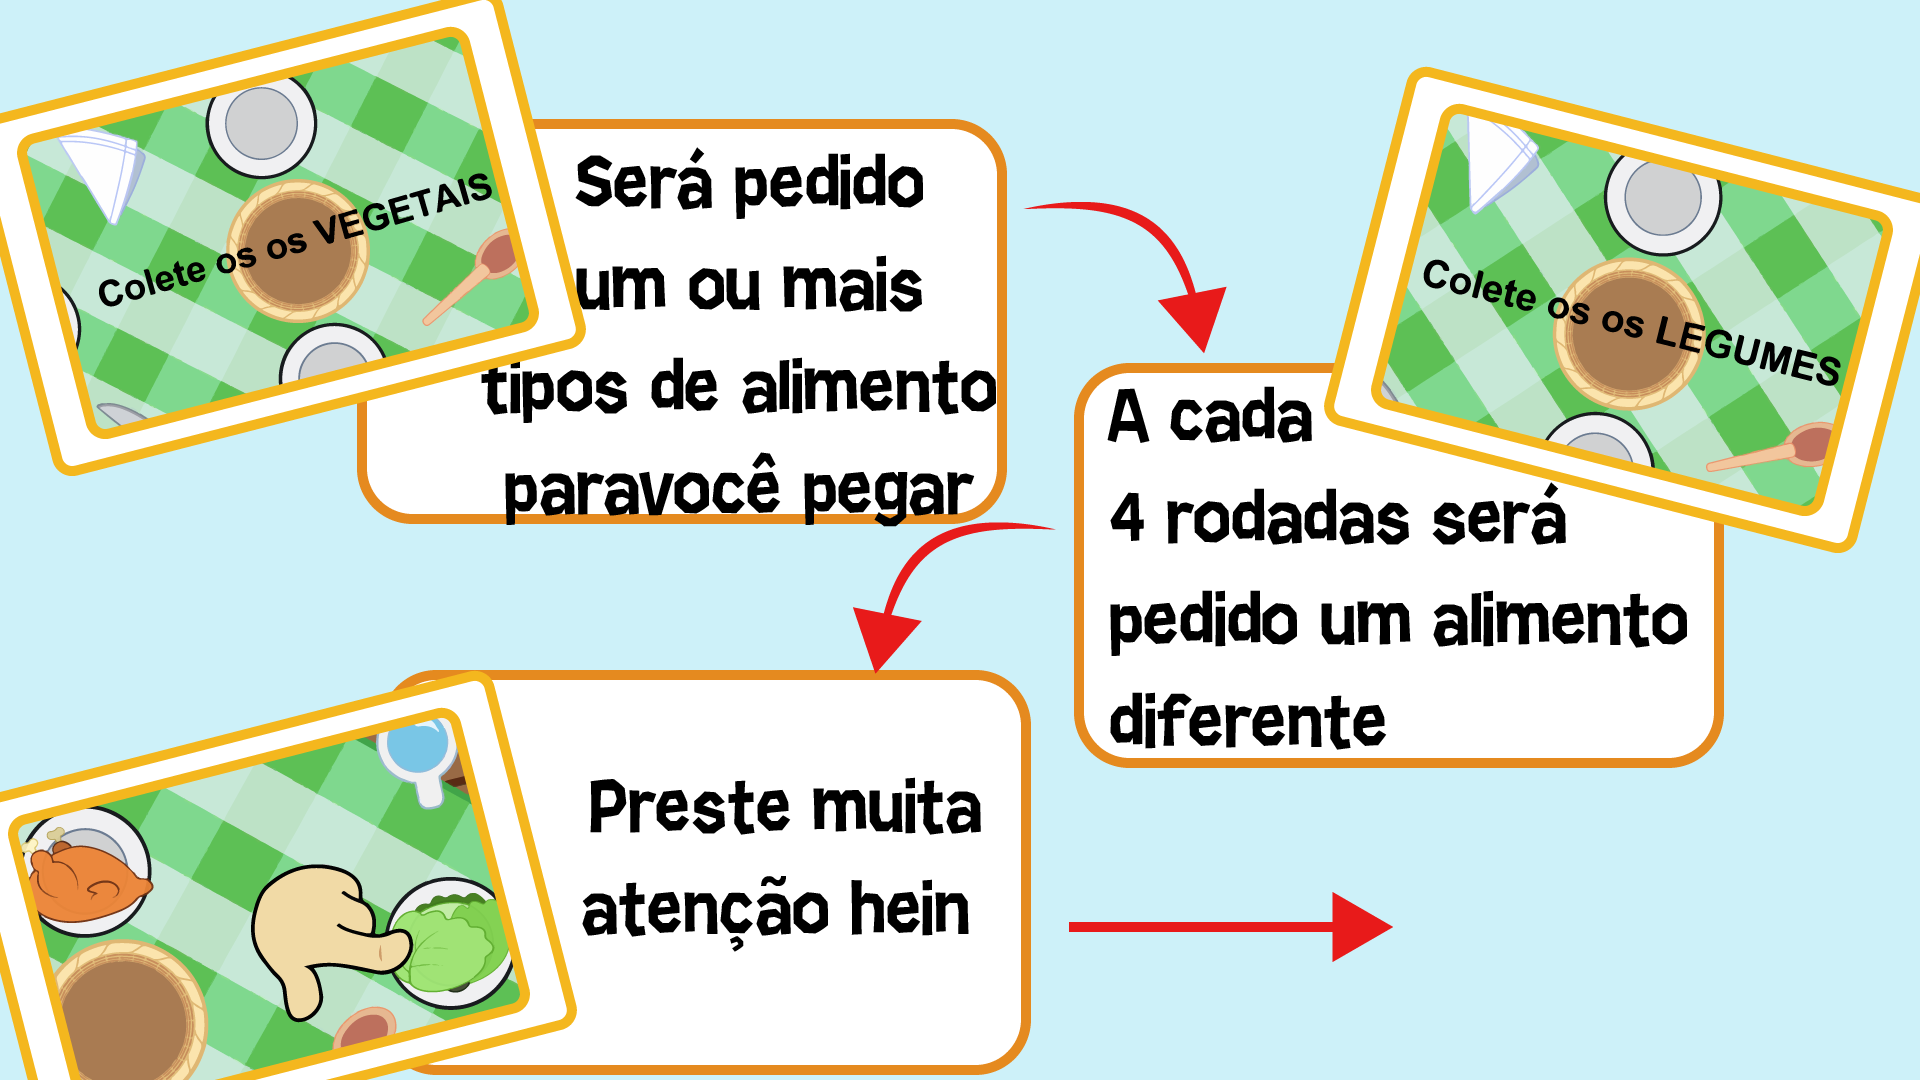 Colete os os VEGETAIS
Será pedido
um ou mais
tipos de alimento
paravocê pegar
Colete os os LEGUMES
A cada
4 rodadas será
pedido um alimento
diferente
Preste muita
atenção hein